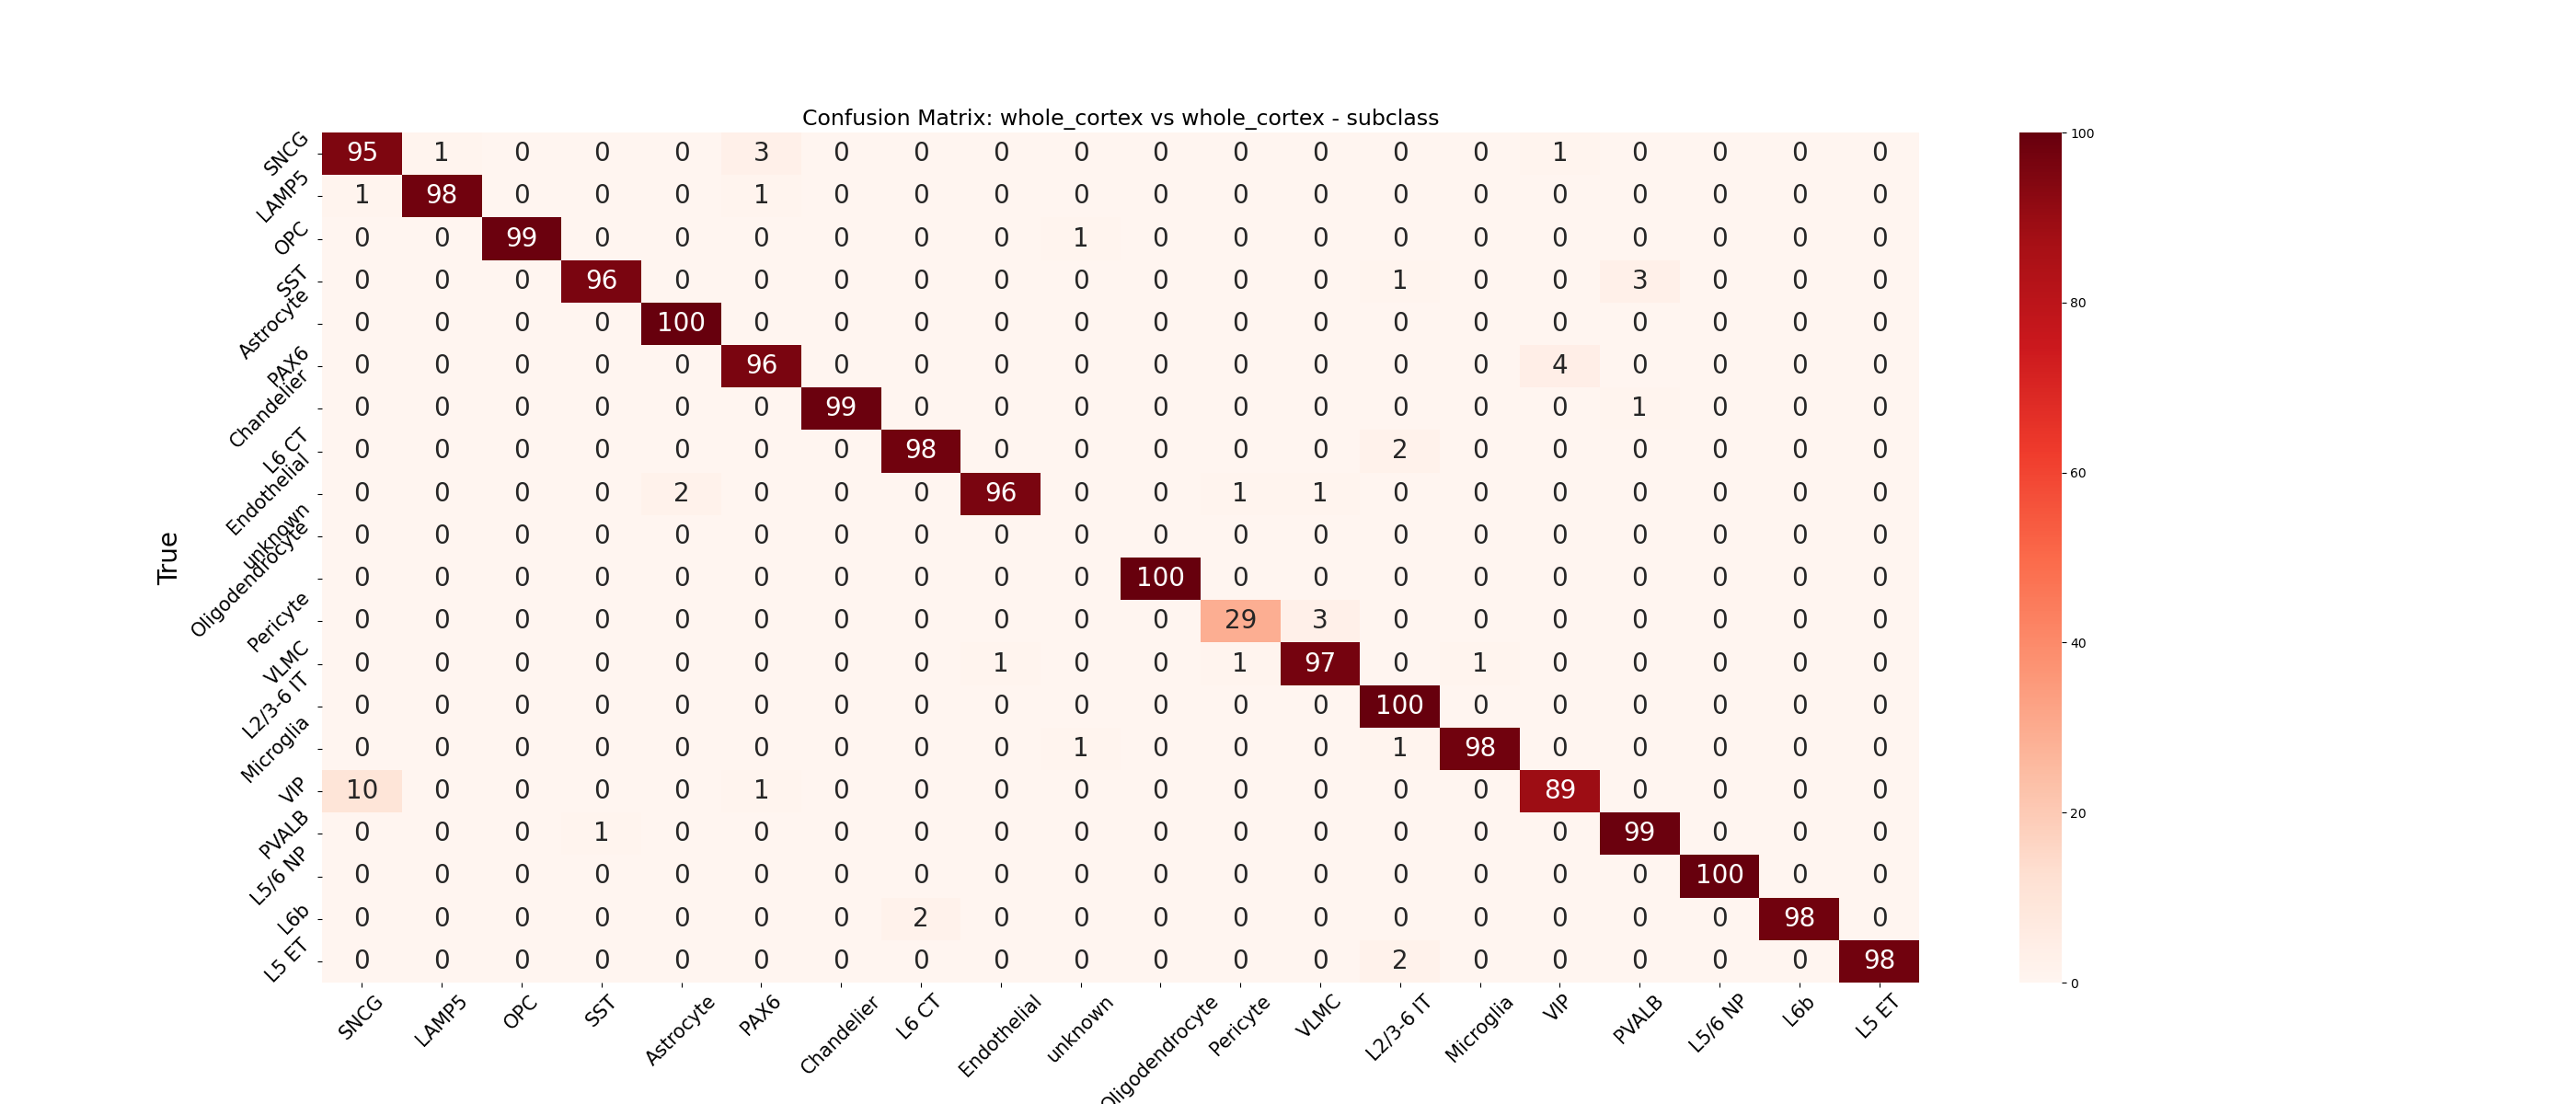 Confusion Matrix: whole_cortex vs whole_cortex - subclass
SNCG 95 1 0 0 0 3 0 0 0 0 0 0 0 0 0 1 0 0 0 0
LAMP5 1 98 0 0 0 1 0 0 0 0 0 0 0 0 0 0 0 0 0 0
OPC 0 0 99 0 0 0 0 0 0 1 0 0 0 0 0 0 0 0 0 0
SST 0 0 0 96 0 0 0 0 0 0 0 0 0 1 0 0 3 0 0 0
Astrocyte 0 0 0 0 100 0 0 0 0 0 0 0 0 0 0 0 0 0 0 0
PAX6 0 0 0 0 0 96 0 0 0 0 0 0 0 0 0 4 0 0 0 0
Chandelier 0 0 0 0 0 0 99 0 0 0 0 0 0 0 0 0 1 0 0 0
L6 CT 0 0 0 0 0 0 0 98 0 0 0 0 0 2 0 0 0 0 0 0
Endothelial 0 0 0 0 2 0 0 0 96 0 0 1 1 0 0 0 0 0 0 0
unknown 0 0 0 0 0 0 0 0 0 0 0 0 0 0 0 0 0 0 0 0
Oligodendrocyte 0 0 0 0 0 0 0 0 0 0 100 0 0 0 0 0 0 0 0 0
Pericyte 0 0 0 0 0 0 0 0 0 0 0 29 3 0 0 0 0 0 0 0
VLMC 0 0 0 0 0 0 0 0 1 0 0 1 97 0 1 0 0 0 0 0
L2/3-6 IT 0 0 0 0 0 0 0 0 0 0 0 0 0 100 0 0 0 0 0 0
Microglia 0 0 0 0 0 0 0 0 0 1 0 0 0 1 98 0 0 0 0 0
VIP 10 0 0 0 0 1 0 0 0 0 0 0 0 0 0 89 0 0 0 0
PVALB 0 0 0 1 0 0 0 0 0 0 0 0 0 0 0 0 99 0 0 0
L5/6 NP 0 0 0 0 0 0 0 0 0 0 0 0 0 0 0 0 0 100 0 0
L6b 0 0 0 0 0 0 0 2 0 0 0 0 0 0 0 0 0 0 98 0
L5 ET 0 0 0 0 0 0 0 0 0 0 0 0 0 2 0 0 0 0 0 98
True
SNCG LAMP5 OPC SST Astrocyte PAX6 Chandelier L6 CT Endothelial unknown Oligodendrocyte Pericyte VLMC L2/3-6 IT Microglia VIP PVALB L5/6 NP L6b L5 ET
100
80
60
40
20
0